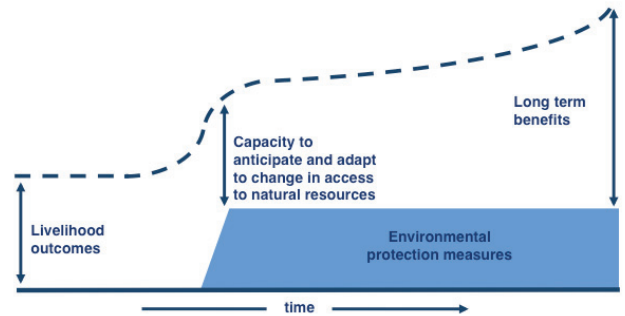 Long term
benefits
Capacity to
anticipate and adapt
to change in access
to natural resources
Livelihood
outcomes
Environmental
protection measures
time